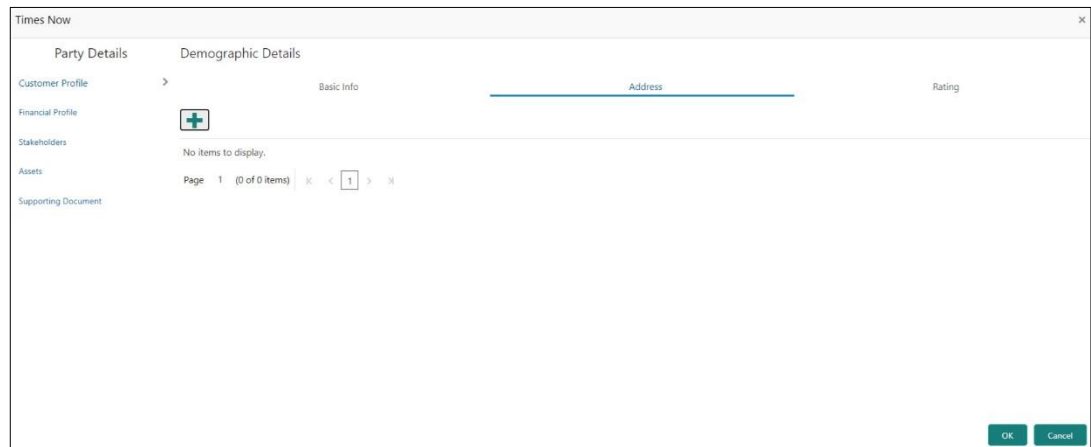 Times Now
Party Details
Demographic Details
Customer Profile
Financial Profile
Stakeholders
Assets
Supporting Document
Basic Info
Address
Rating
No items to display.
Page 1 (0 of 0 items) 1
OK
Cancel